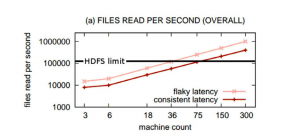 (a) FILES READ PER SECOND (OVERALL)
files read per second
1000000
100000
10000
1000
HDFS limit
flaky latency
consistent latency
3 6 18 36 75 150 300
machine count